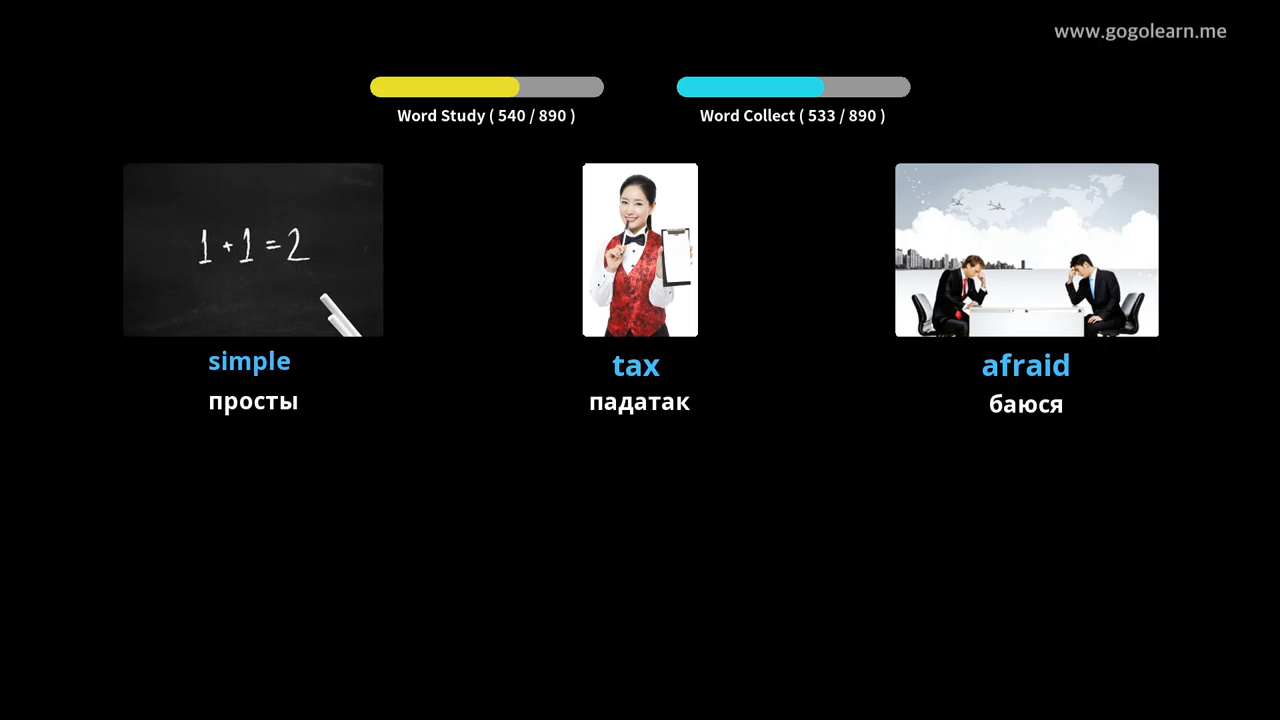 www.gogolearn.me
Word Study ( 540 / 890 )
Word Collect ( 533 / 890 )
1 + 1 = 2
simple
просты
tax
падатак
afraid
баюся